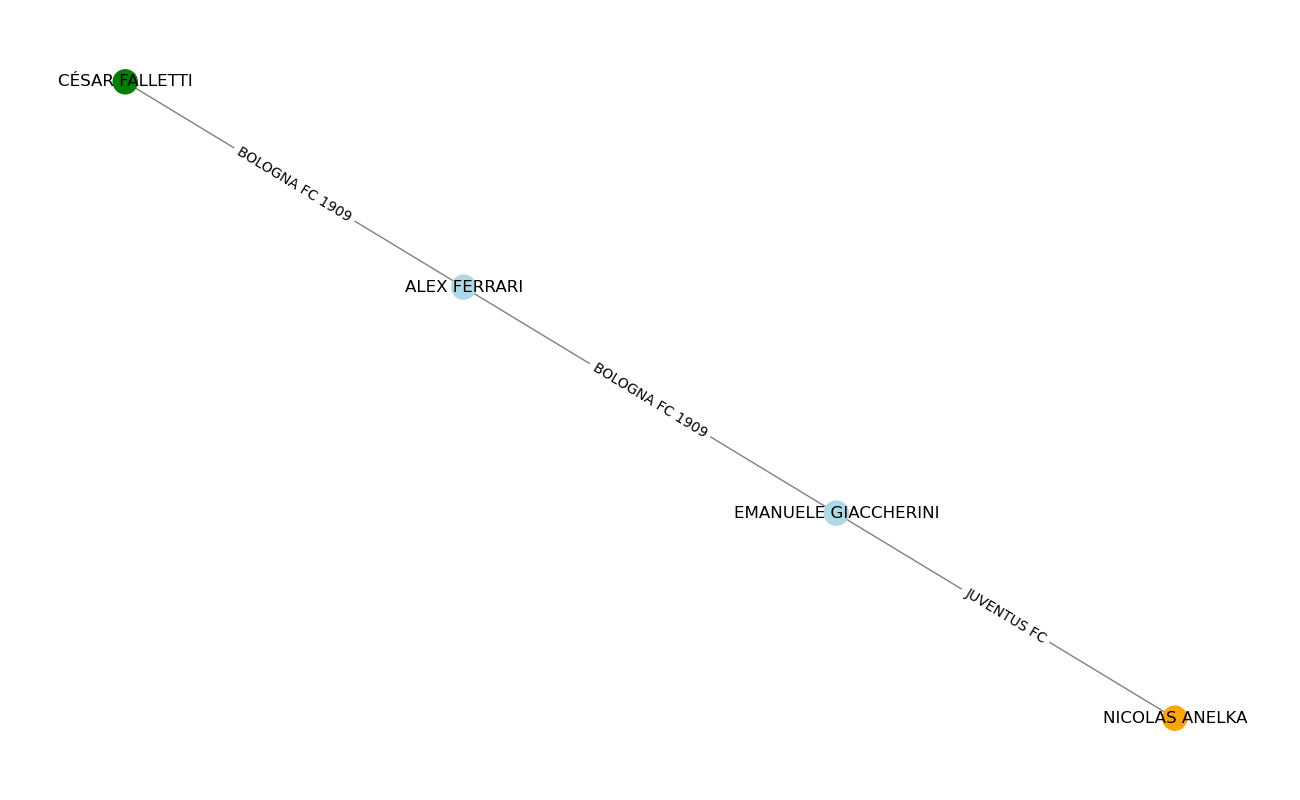 CÉSAR FALLETTI
BOLOGNA FC 1909
ALEX FERRARI
BOLOGNA FC 1909
EMANUELE GIACCHERINI
JUVENTUS FC
NICOLAS ANELKA